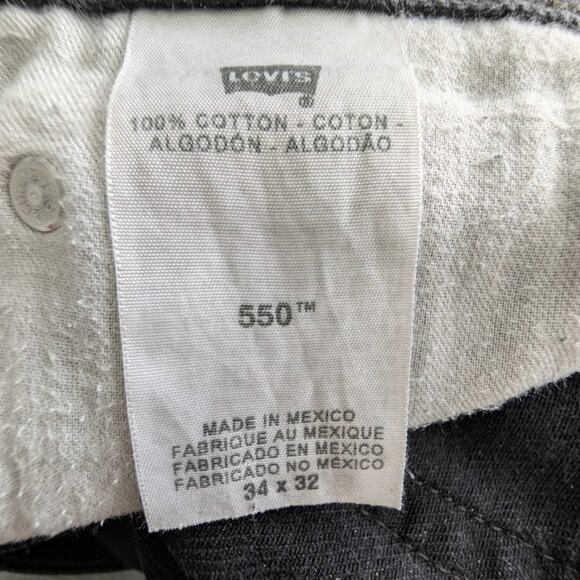 LEVI'S
®
100% COTTON - COTON -
ALGODÓN - ALGODÃO
550™
MADE IN MEXICO
FABRIQUE AU MEXIQUE
FABRICADO EN MEXICO
FABRICADO NO MÉXICO
34 x 32